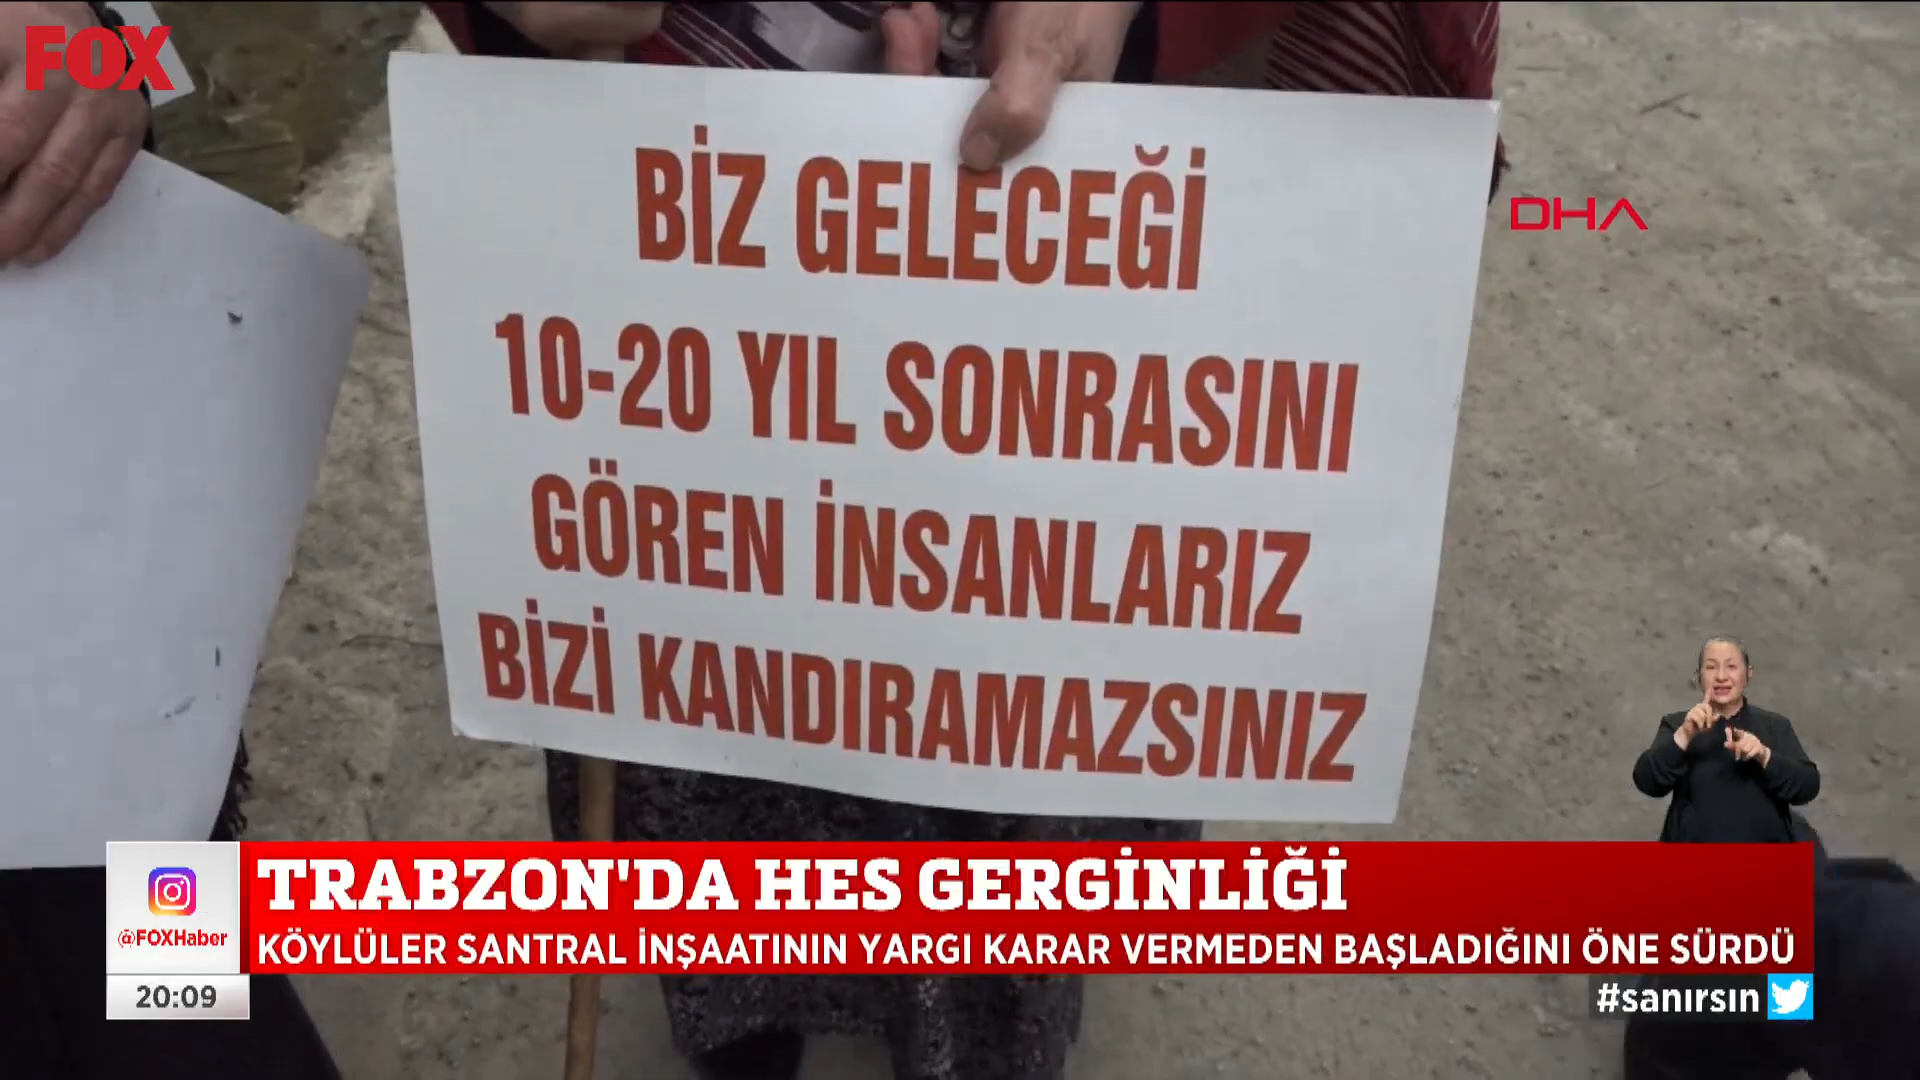 FOX
BİZ GELECEĞİ
10-20 YIL SONRASINI
GÖREN İNSANLARIZ
BİZİ KANDIRAMAZSINIZ
DHA
TRABZON'DA HES GERGİNLİĞİ
@FOXHaber
KÖYLÜLER SANTRAL İNŞAATININ YARGI KARAR VERMEDEN BAŞLADIĞINI ÖNE SÜRDÜ
20:09
#sanırsın